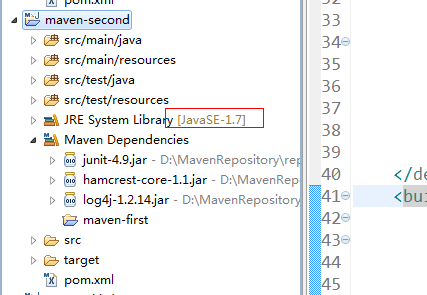 pom.xml
maven-second
src/main/java
src/main/resources
src/test/java
src/test/resources
JRE System Library [JavaSE-1.7]
Maven Dependencies
junit-4.9.jar - D:\MavenRepository\rep
hamcrest-core-1.1.jar - D:\MavenRepository
log4j-1.2.14.jar - D:\MavenRepository
maven-first
src
target
pom.xml
33
34
35
36
37
38
39
40 </de
41 <bui
42
43
44
45